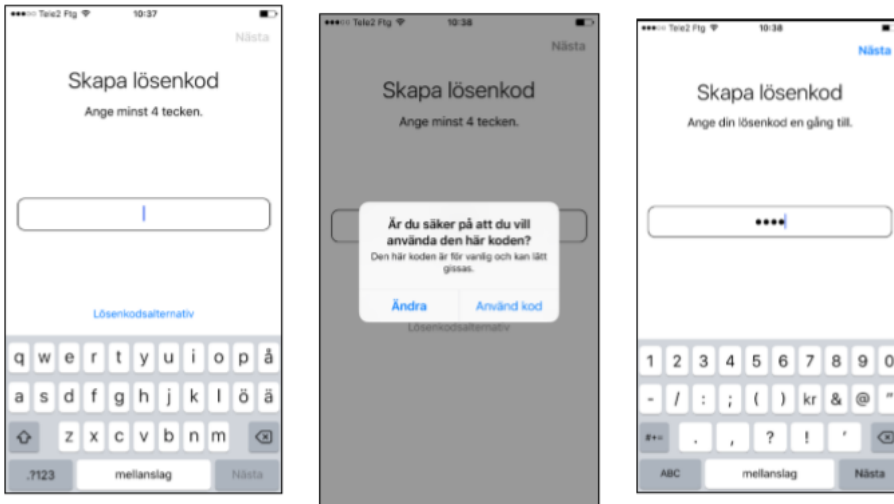 Tele2 Ftg 10:37
Nästa
Skapa lösenkod
Ange minst 4 tecken.
Lösenkodsalternativ
q w e r t y u i o p å
a s d f g h j k l ö ä
z x c v b n m
.?123 mellanslag Nästa
Tele2 Ftg 10:38
Nästa
Skapa lösenkod
Ange minst 4 tecken.
Är du säker på att du vill
använda den här koden?
Den här koden är för vanlig och kan lätt
gissas.
Ändra Använd kod
Lösenkodsalternativ
Tele2 Ftg 10:38
Nästa
Skapa lösenkod
Ange din lösenkod en gång till.
••••
1 2 3 4 5 6 7 8 9 0
- / : ; ( ) kr & @ "
#+= . , ? ! '
ABC mellanslag Nästa